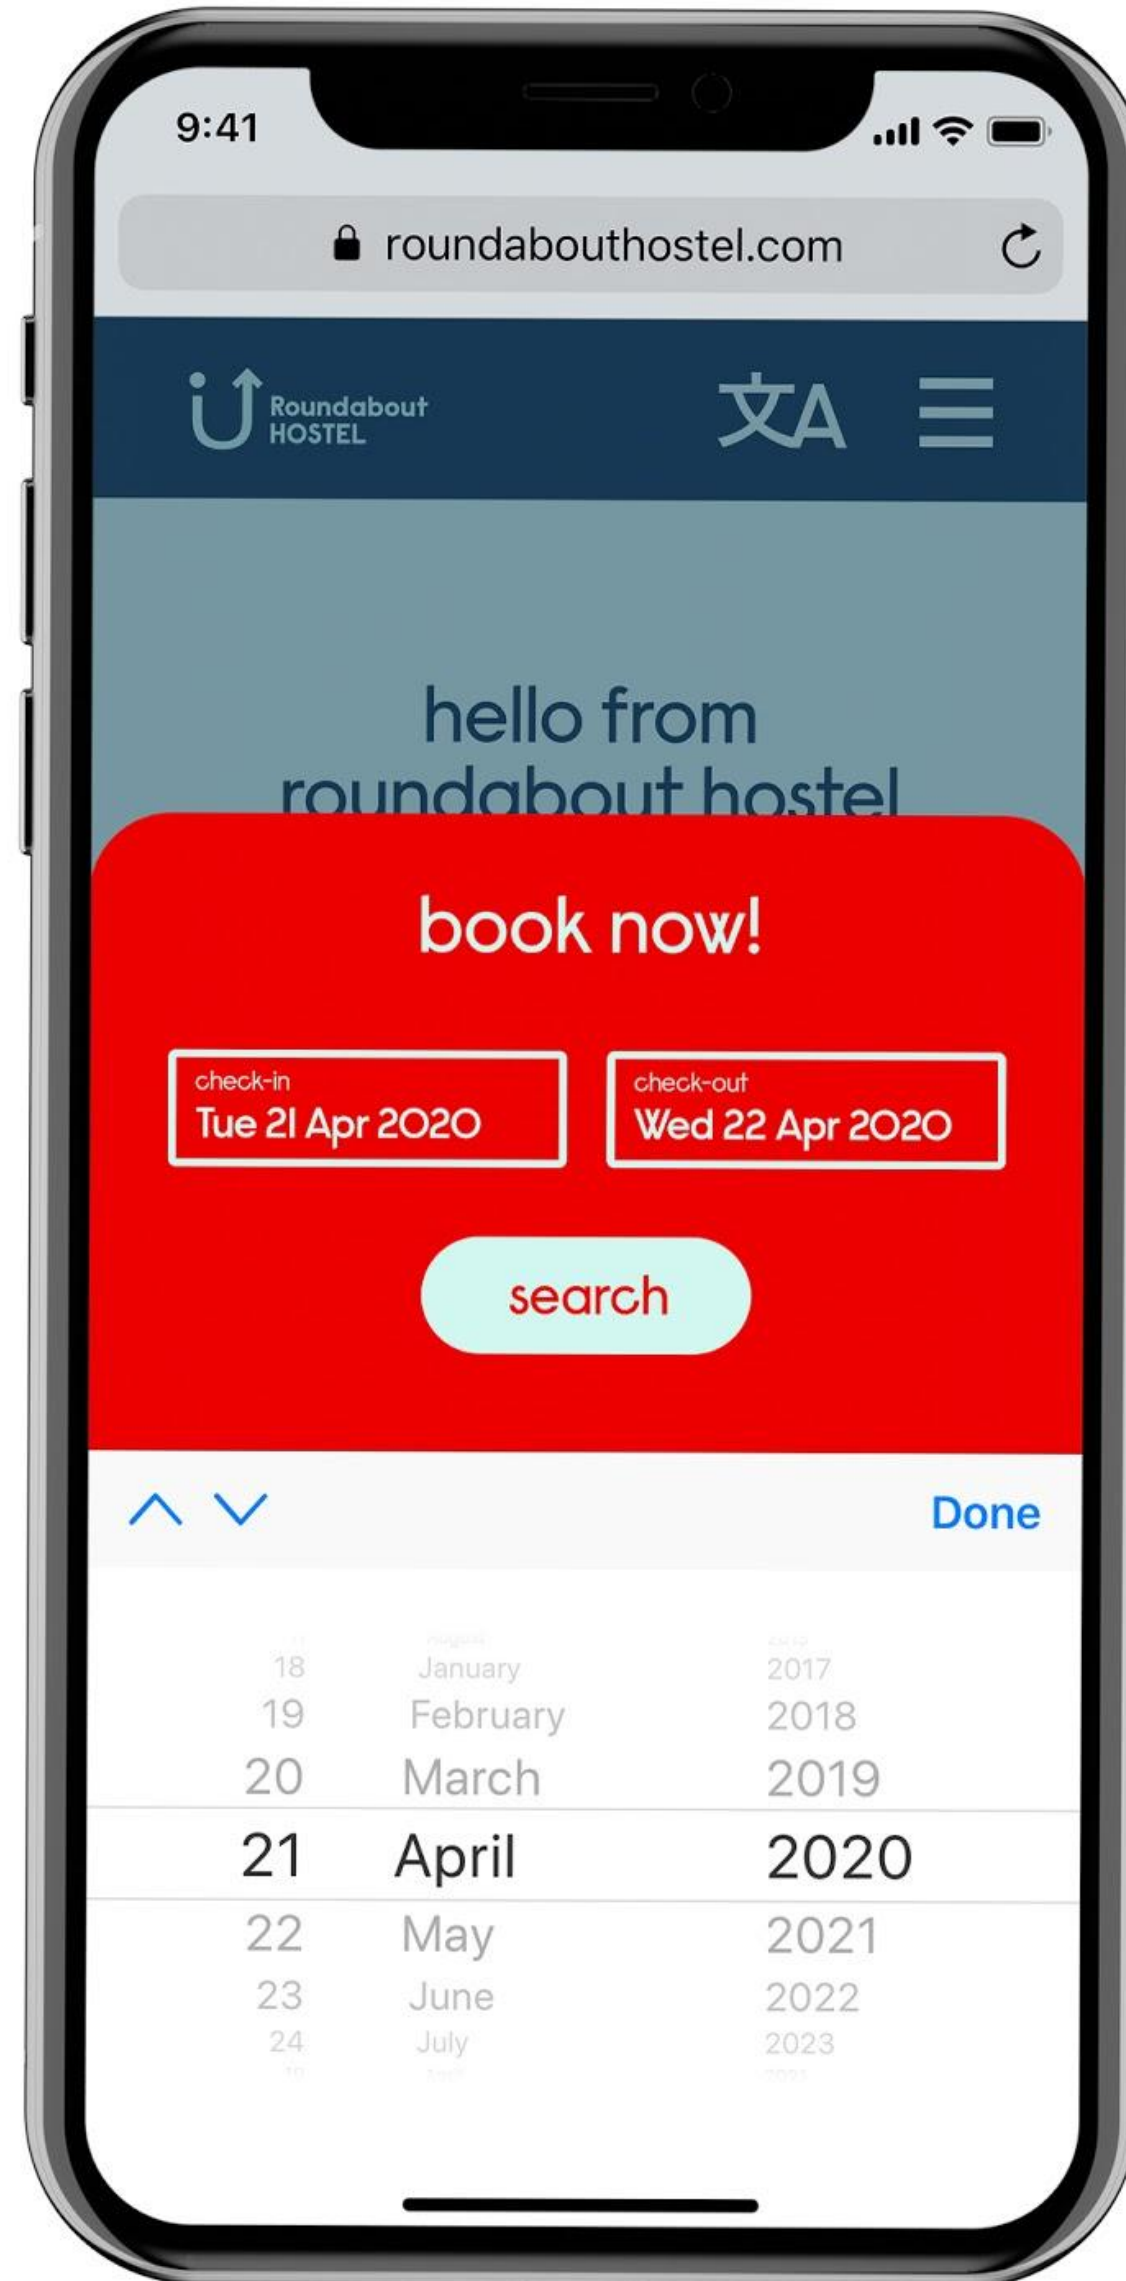 9:41
roundabouthostel.com
Roundabout
HOSTEL
文A
hello from
roundabout hostel
book now!
check-in
Tue 21 Apr 2020
check-out
Wed 22 Apr 2020
search
Done
18 January 2017
19 February 2018
20 March 2019
21 April 2020
22 May 2021
23 June 2022
24 July 2023